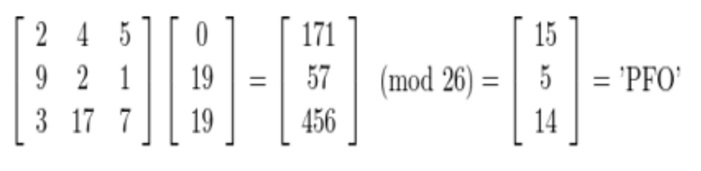 2 4 5 0 171 15
9 2 1 19 = 57 (mod 26) = 5 = 'PFO'
3 17 7 19 456 14